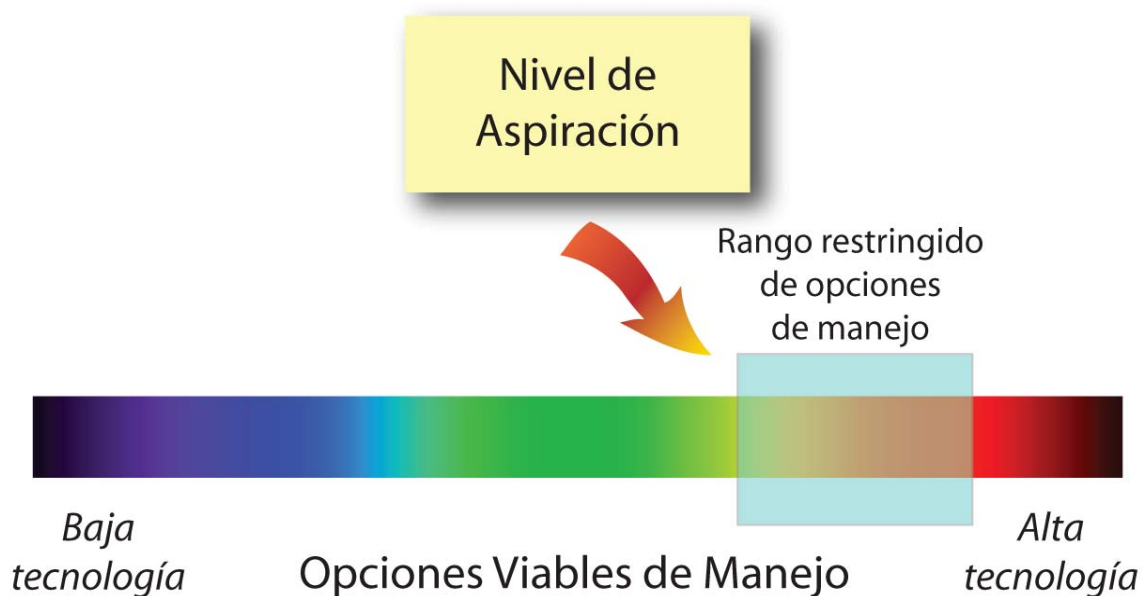 Nivel de
Aspiración
Rango restringido
de opciones
de manejo
Baja
tecnología
Opciones Viables de Manejo
Alta
tecnología